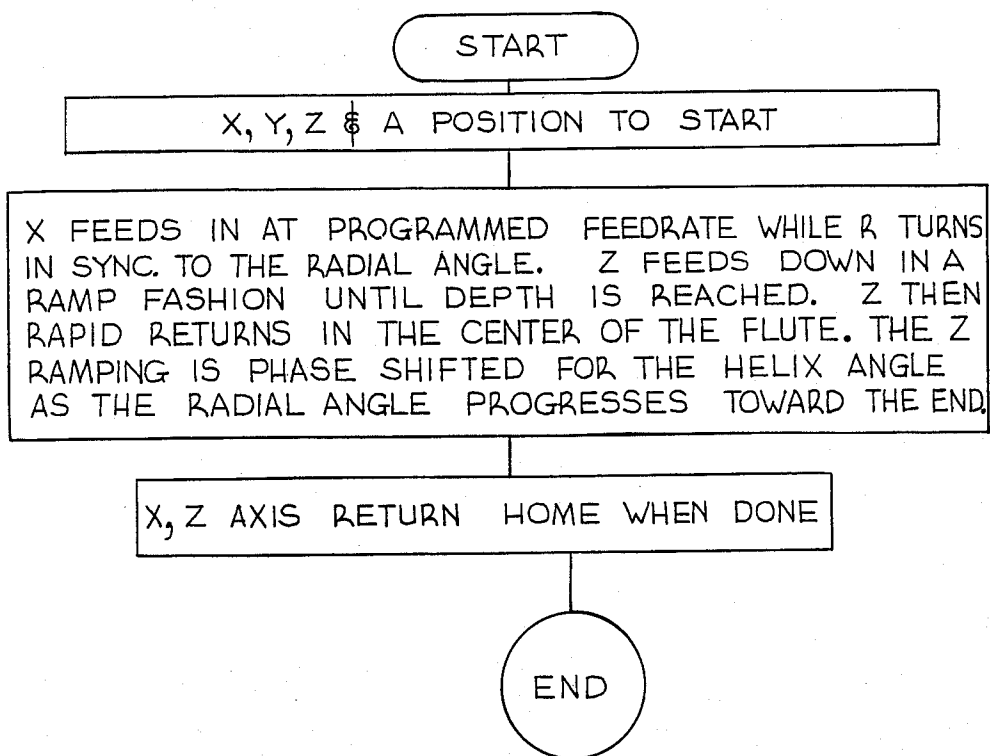 START
X, Y, Z & A POSITION TO START
X FEEDS IN AT PROGRAMMED FEEDRATE WHILE R TURNS
IN SYNC. TO THE RADIAL ANGLE. Z FEEDS DOWN IN A
RAMP FASHION UNTIL DEPTH IS REACHED. Z THEN
RAPID RETURNS IN THE CENTER OF THE FLUTE. THE Z
RAMPING IS PHASE SHIFTED FOR THE HELIX ANGLE
AS THE RADIAL ANGLE PROGRESSES TOWARD THE END.
X, Z AXIS RETURN HOME WHEN DONE
END